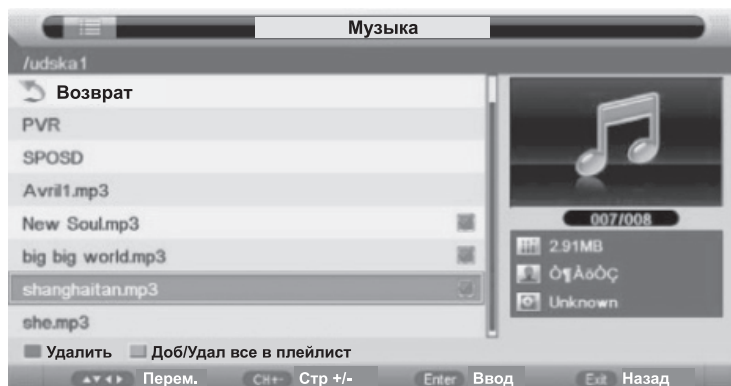 Музыка
/udska1
Возврат
PVR
SPOSD
Avril1.mp3
New Soul.mp3
big big world.mp3
shanghaitan.mp3
she.mp3
007/008
2.91MB
Ò¶ÀöÒÇ
Unknown
Удалить Доб/Удал все в плейлист
▲▼◄► Перем. CH+- Стр +/- Enter Ввод Exit Назад